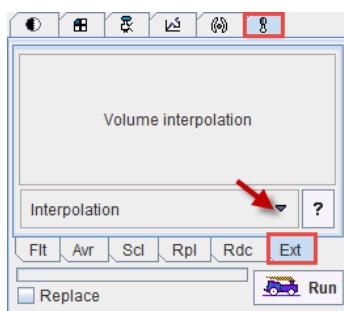 Volume interpolation
Interpolation ?
Flt Avr Scl Rpl Rdc Ext
Replace Run